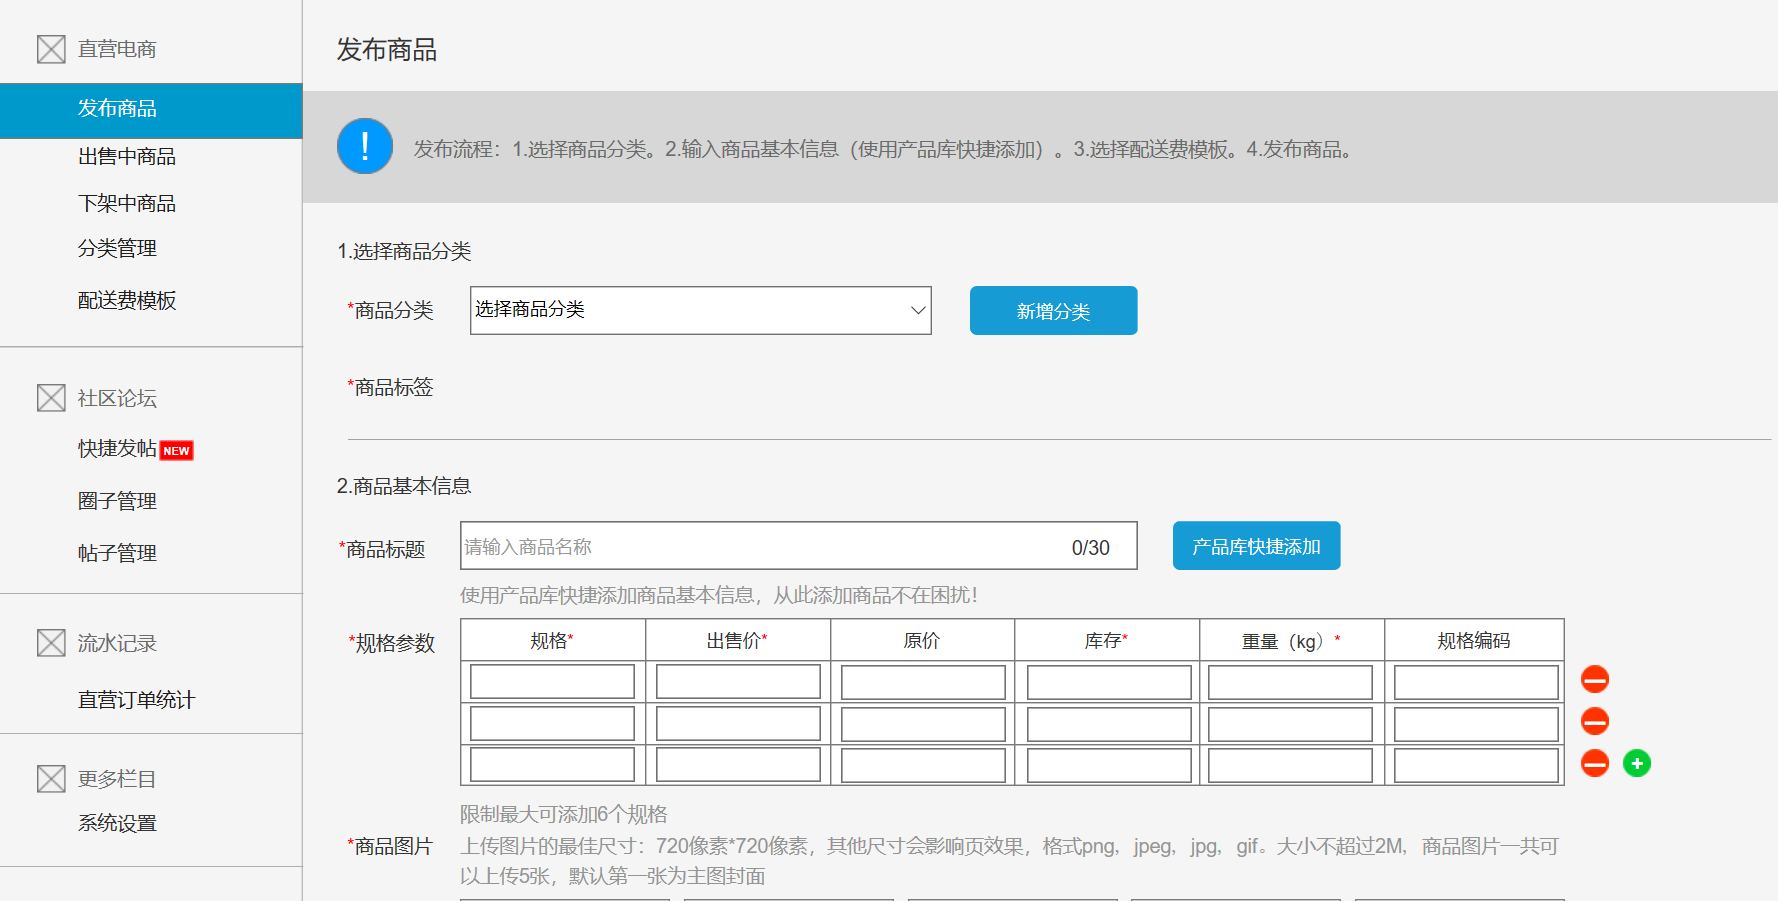 直营电商
发布商品
出售中商品
下架中商品
分类管理
配送费模板
社区论坛
快捷发帖 NEW
圈子管理
帖子管理
流水记录
直营订单统计
更多栏目
系统设置
发布商品
发布流程：1.选择商品分类。2.输入商品基本信息（使用产品库快捷添加）。3.选择配送费模板。4.发布商品。
1.选择商品分类
*商品分类 选择商品分类 新增分类
*商品标签
2.商品基本信息
*商品标题 请输入商品名称 0/30 产品库快捷添加
使用产品库快捷添加商品基本信息，从此添加商品不在困扰！
*规格参数 规格* 出售价* 原价 库存* 重量（kg）* 规格编码
限制最大可添加6个规格
*商品图片 上传图片的最佳尺寸：720像素*720像素，其他尺寸会影响页效果，格式png，jpeg，jpg，gif。大小不超过2M，商品图片一共可
以上传5张，默认第一张为主图封面